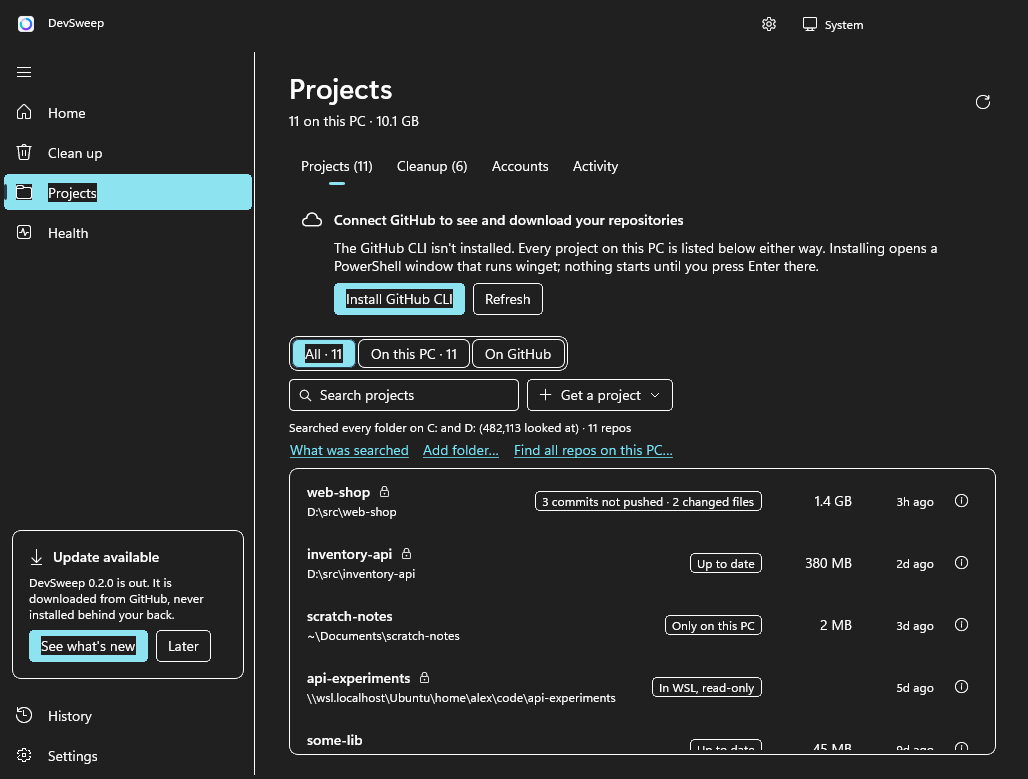 DevSweep
System
Home
Clean up
Projects
Health
Update available
DevSweep 0.2.0 is out. It is
downloaded from GitHub, never
installed behind your back.
See what's new
Later
History
Settings
Projects
11 on this PC · 10.1 GB
Projects (11)
Cleanup (6)
Accounts
Activity
Connect GitHub to see and download your repositories
The GitHub CLI isn't installed. Every project on this PC is listed below either way. Installing opens a
PowerShell window that runs winget; nothing starts until you press Enter there.
Install GitHub CLI
Refresh
All · 11
On this PC · 11
On GitHub
Search projects
Get a project
Searched every folder on C: and D: (482,113 looked at) · 11 repos
What was searched
Add folder...
Find all repos on this PC...
web-shop
D:\src\web-shop
3 commits not pushed · 2 changed files
1.4 GB
3h ago
inventory-api
D:\src\inventory-api
Up to date
380 MB
2d ago
scratch-notes
~\Documents\scratch-notes
Only on this PC
2 MB
3d ago
api-experiments
\\wsl.localhost\Ubuntu\home\alex\code\api-experiments
In WSL, read-only
5d ago
some-lib
Up to date
45 MB
9d ago